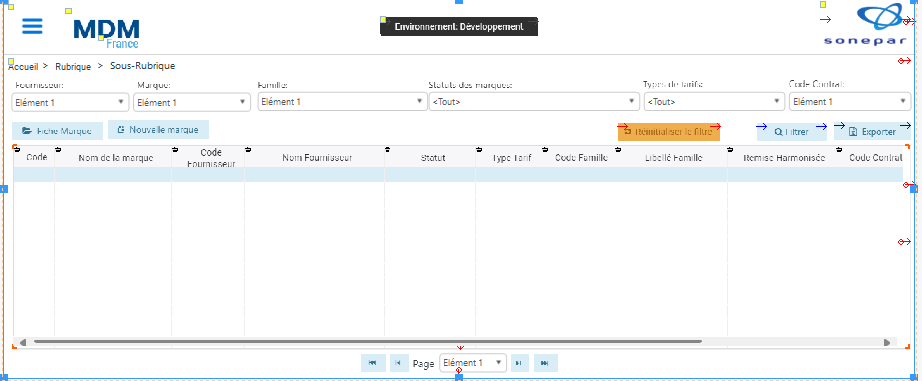 MDM
France
Environnement: Développement
sonepar
Accueil > Rubrique > Sous-Rubrique
Fournisseur: Marque: Famille: Statuts des marques: Types de tarifs: Code Contrat:
Elément 1 Elément 1 Elément 1 <Tout> <Tout> Elément 1
Fiche Marque Nouvelle marque Réinitialiser le filtre Filtrer Exporter
Code Nom de la marque Code Fournisseur Nom Fournisseur Statut Type Tarif Code Famille Libellé Famille Remise Harmonisée Code Contrat
Page Elément 1